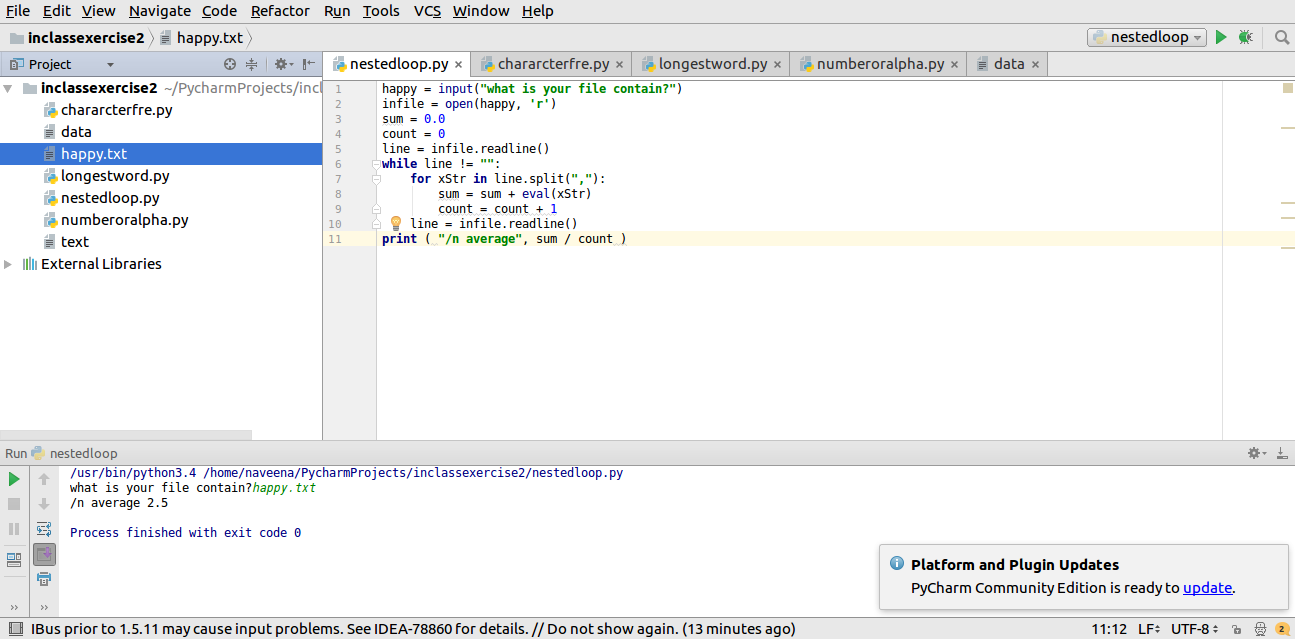 File Edit View Navigate Code Refactor Run Tools VCS Window Help
inclassexercise2 happy.txt nestedloop
Project nestedloop.py chararcterfre.py longestword.py numberoralpha.py data
inclassexercise2 ~/PycharmProjects/incl
chararcterfre.py
data
happy.txt
longestword.py
nestedloop.py
numberoralpha.py
text
External Libraries
1 happy = input("what is your file contain?")
2 infile = open(happy, 'r')
3 sum = 0.0
4 count = 0
5 line = infile.readline()
6 while line != "":
7 for xStr in line.split(","):
8 sum = sum + eval(xStr)
9 count = count + 1
10 line = infile.readline()
11 print ( "/n average", sum / count )
Run nestedloop
/usr/bin/python3.4 /home/naveena/PycharmProjects/inclassexercise2/nestedloop.py
what is your file contain?happy.txt
/n average 2.5
Process finished with exit code 0
Platform and Plugin Updates
PyCharm Community Edition is ready to update.
IBus prior to 1.5.11 may cause input problems. See IDEA-78860 for details. // Do not show again. (13 minutes ago) 11:12 LF UTF-8 2